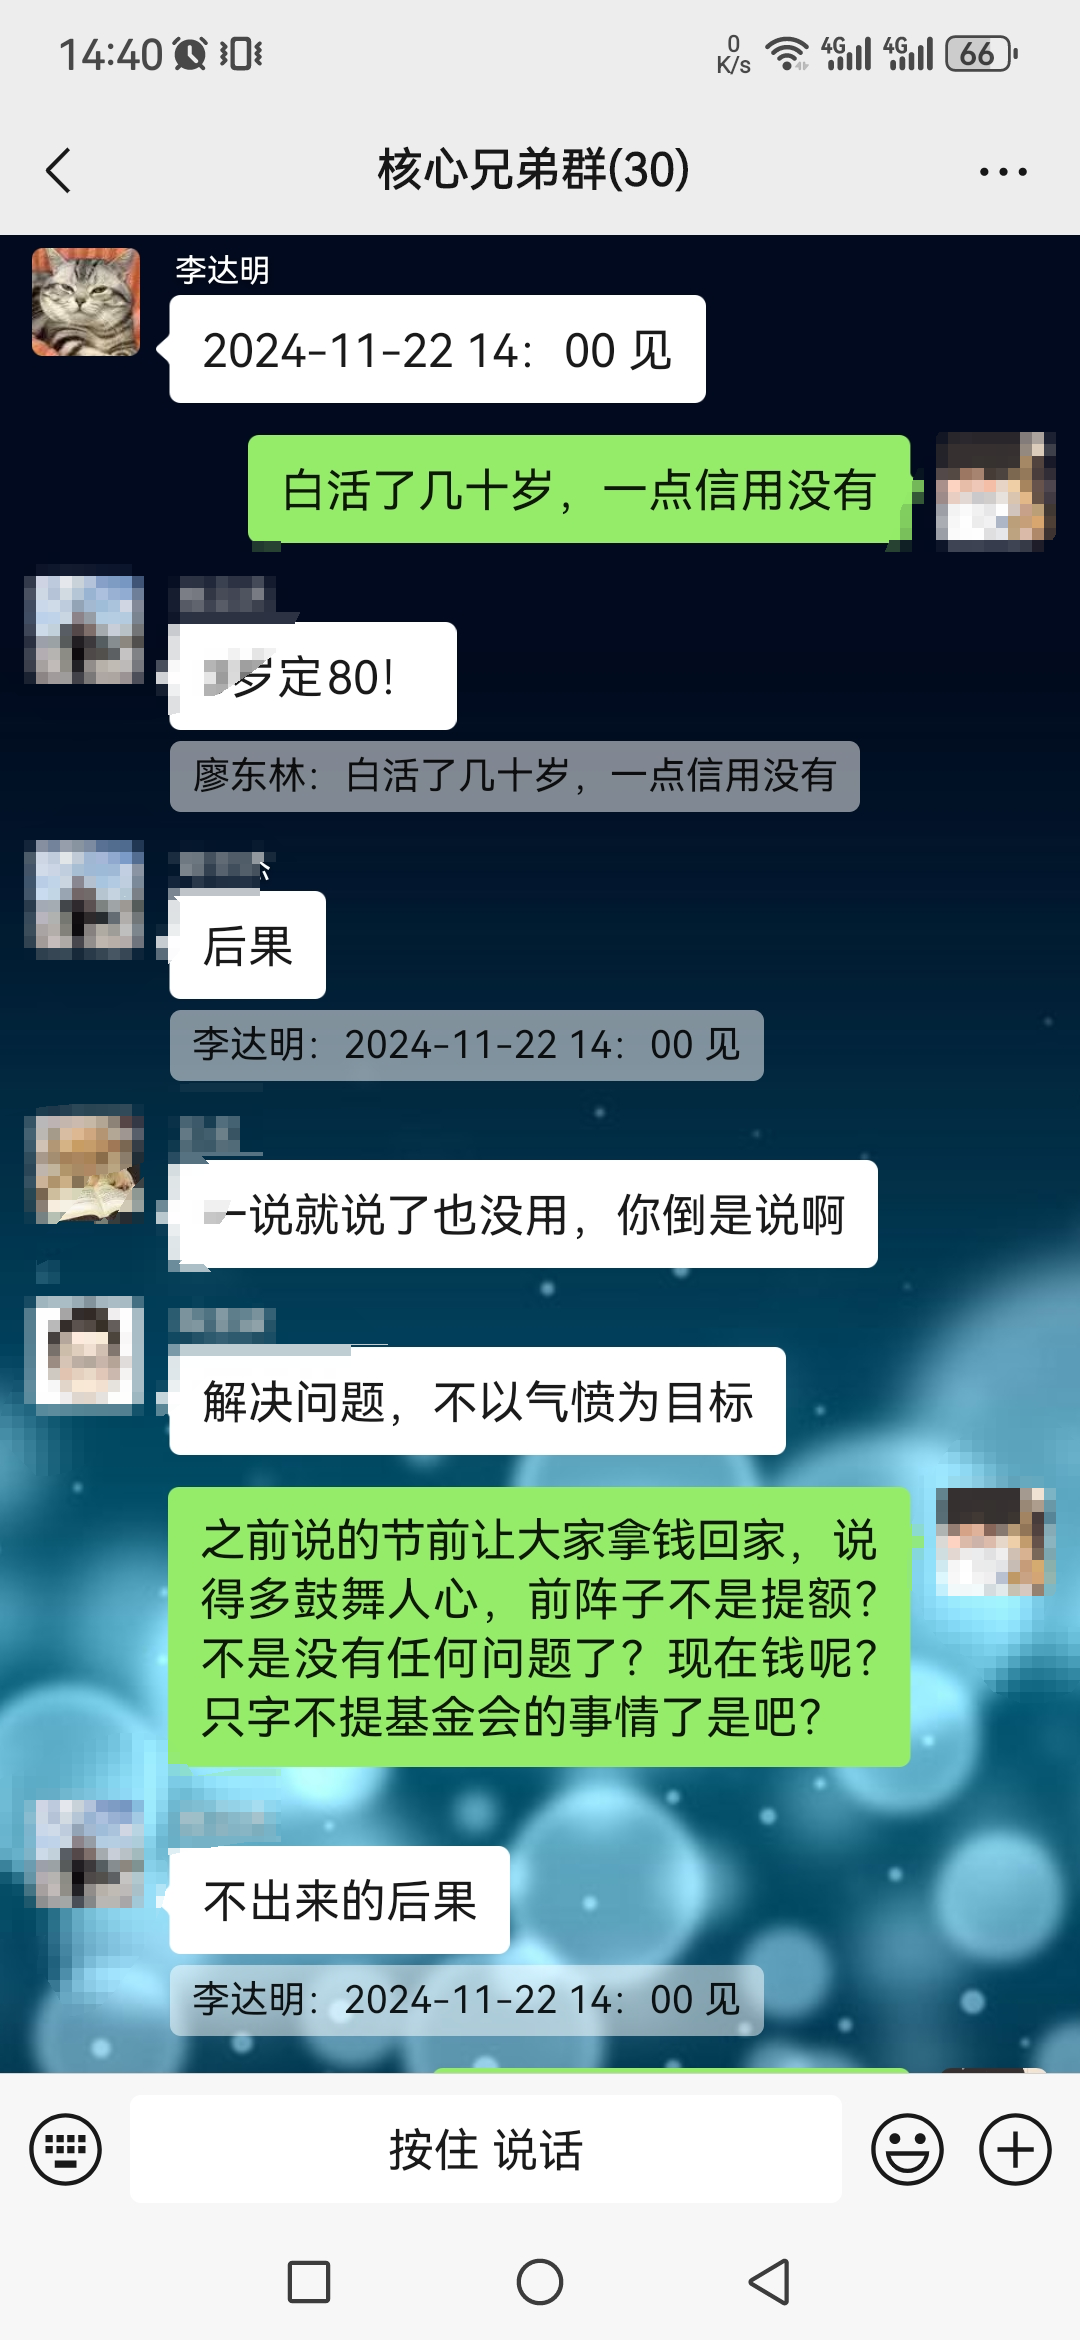 14:40
0
K/s
4G
4G
66
核心兄弟群(30)
李达明
2024-11-22 14：00 见
白活了几十岁，一点信用没有
岁定80！
廖东林：白活了几十岁，一点信用没有
后果
李达明：2024-11-22 14：00 见
一说就说了也没用，你倒是说啊
解决问题，不以气愤为目标
之前说的节前让大家拿钱回家，说
得多鼓舞人心，前阵子不是提额？
不是没有任何问题了？现在钱呢？
只字不提基金会的事情了是吧？
不出来的后果
李达明：2024-11-22 14：00 见
按住 说话